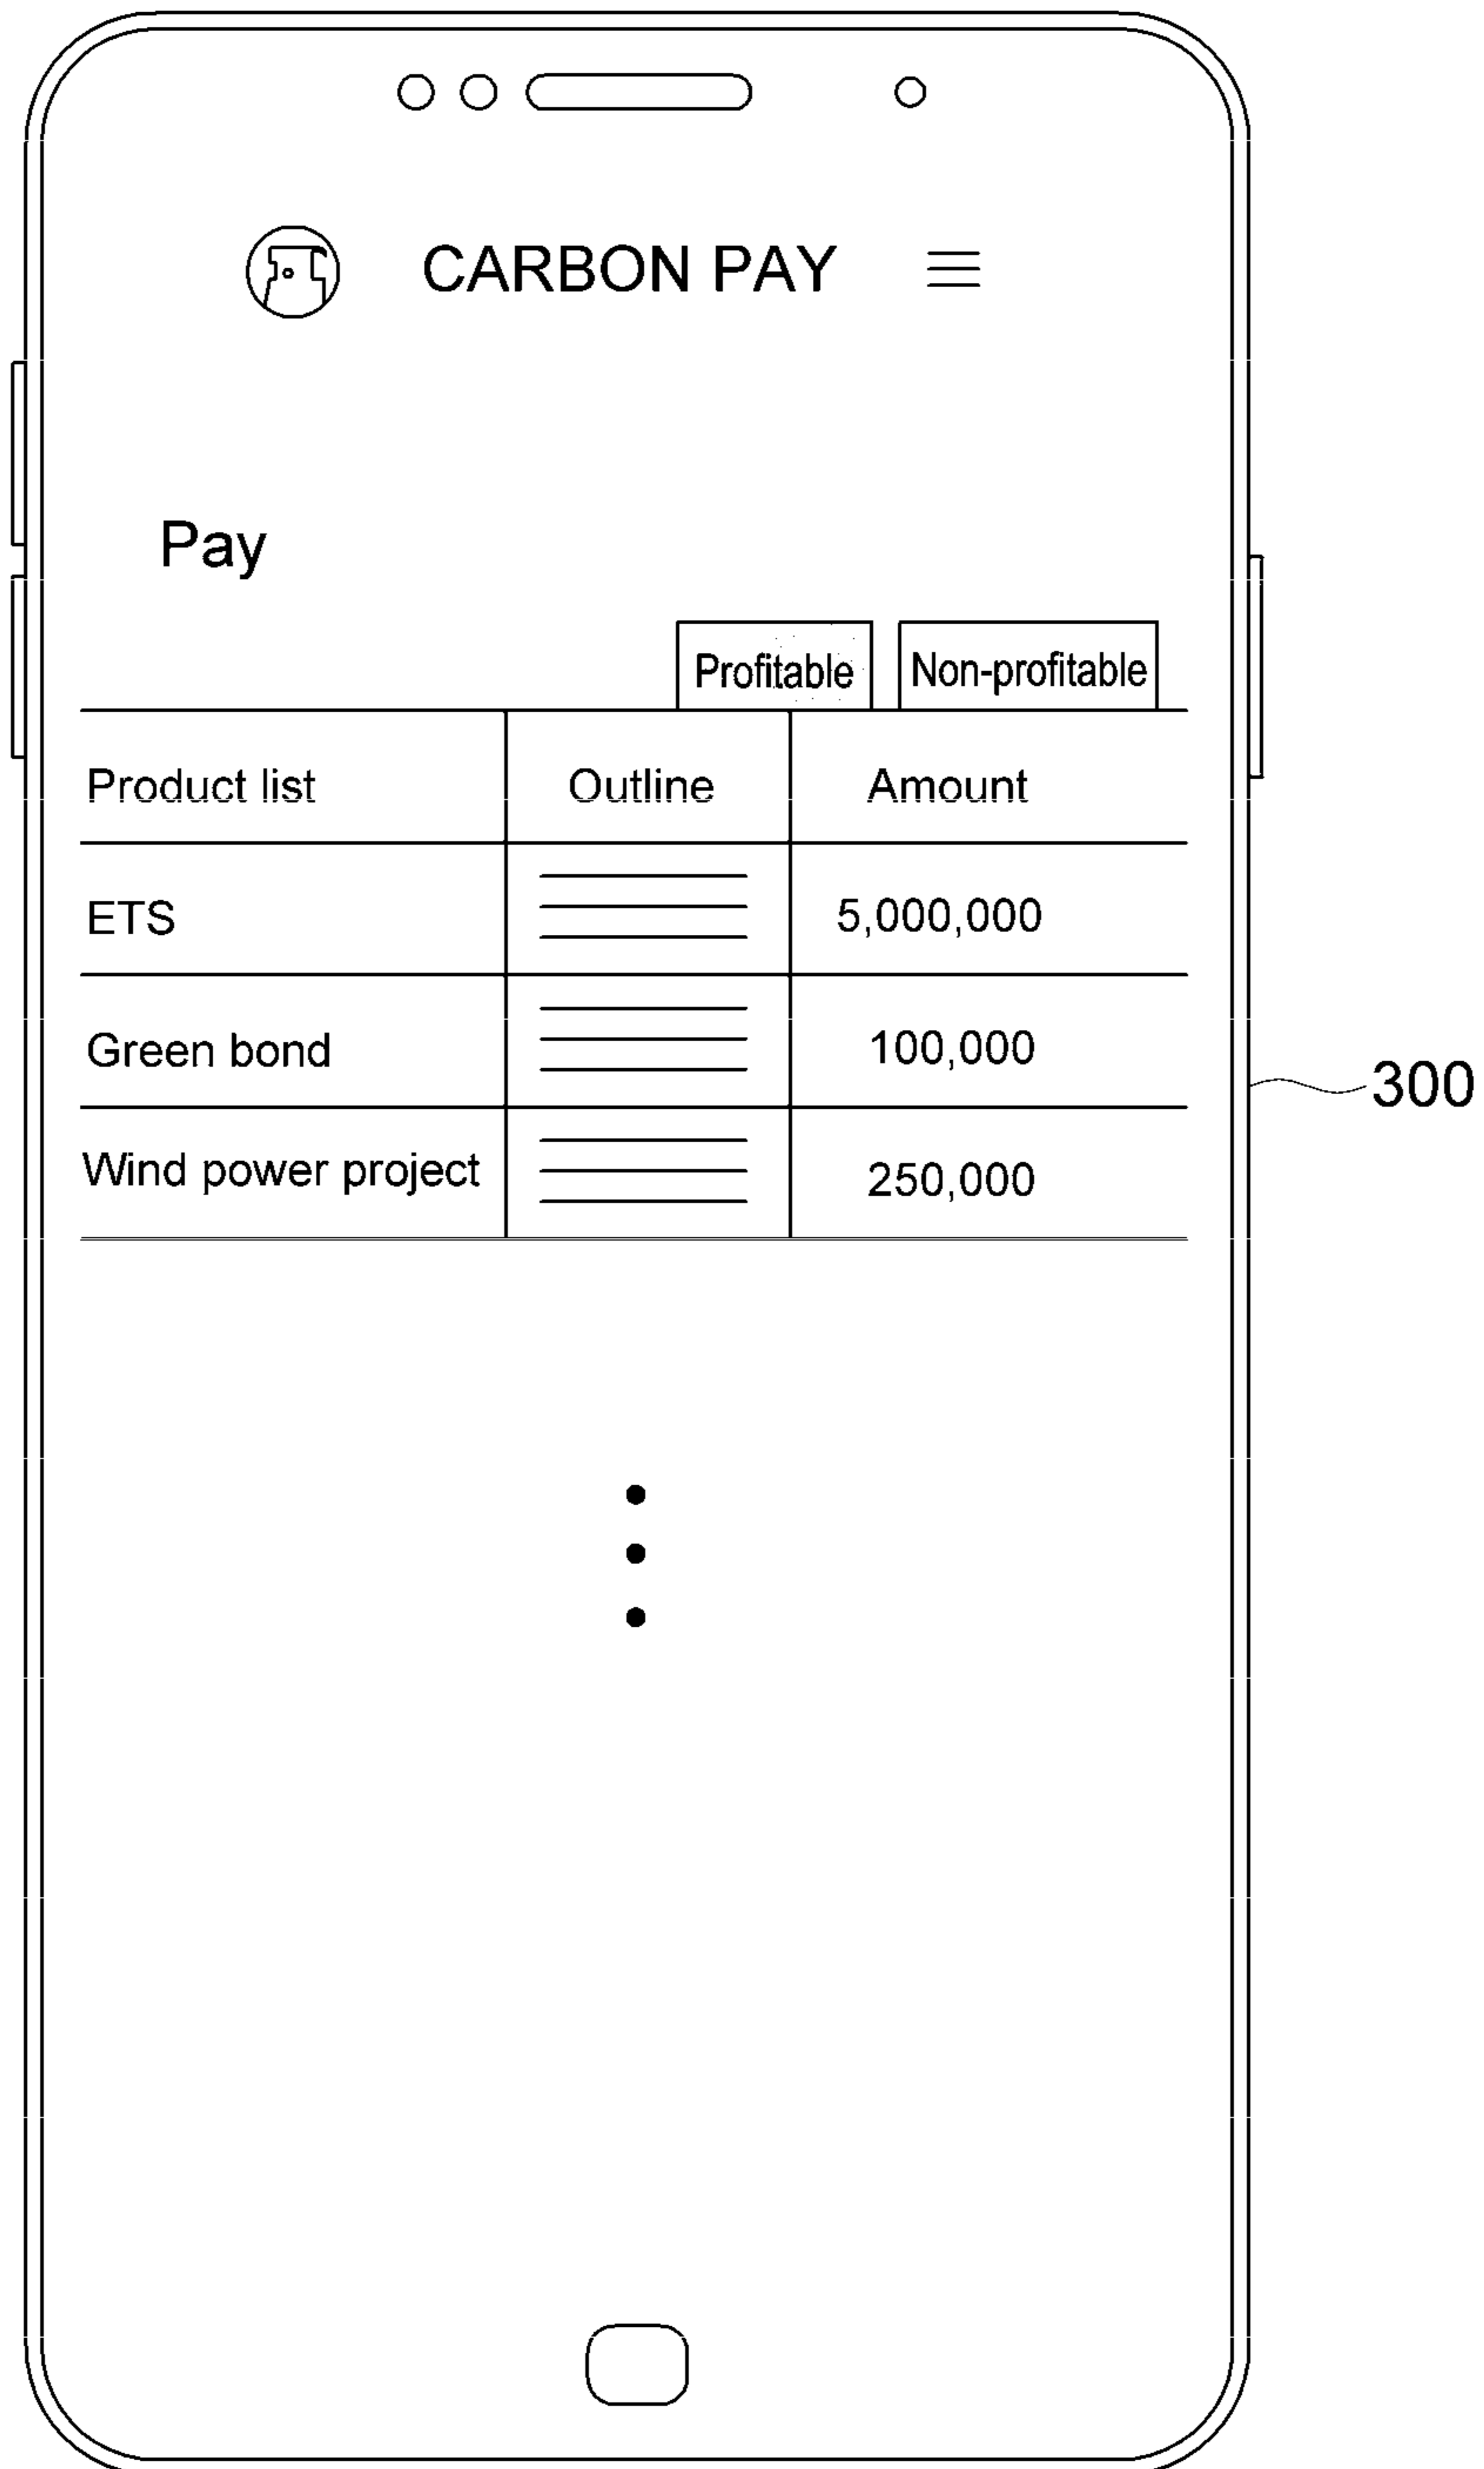 CARBON PAY
Pay
Profitable Non-profitable
Product list Outline Amount
ETS 5,000,000
Green bond 100,000
300
Wind power project 250,000